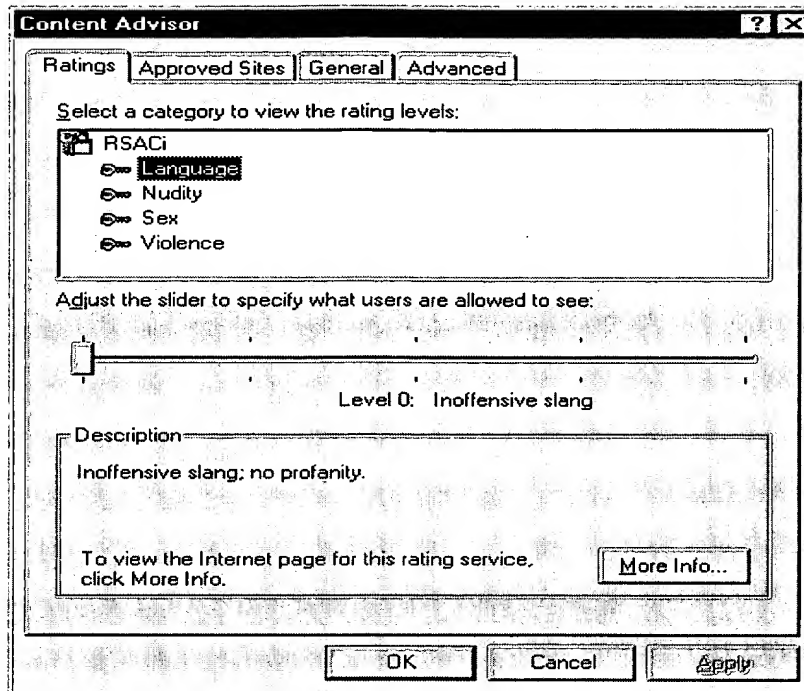 Content Advisor
Ratings Approved Sites General Advanced
Select a category to view the rating levels:
RSACi
Language
Nudity
Sex
Violence
Adjust the slider to specify what users are allowed to see:
Level 0: Inoffensive slang
Description
Inoffensive slang; no profanity.
To view the Internet page for this rating service,
click More Info.
More Info...
OK Cancel Apply